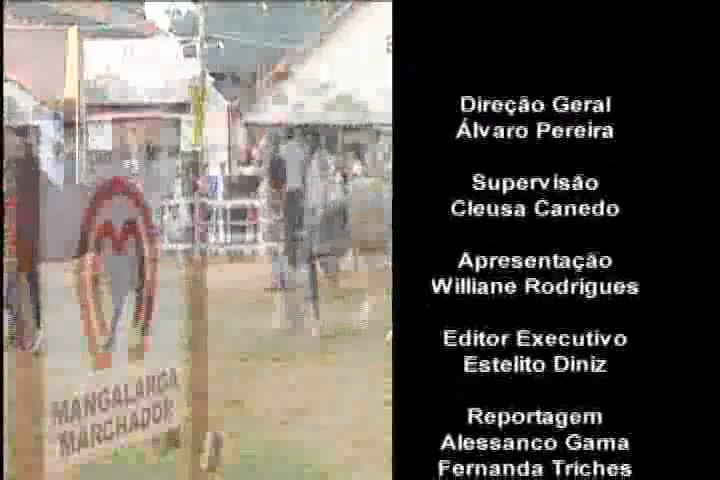 MANGALARGA
MARCHADOR
Direção Geral
Álvaro Pereira
Supervisão
Cleusa Canedo
Apresentação
Williane Rodrigues
Editor Executivo
Estelito Diniz
Reportagem
Alessanco Gama
Fernanda Triches